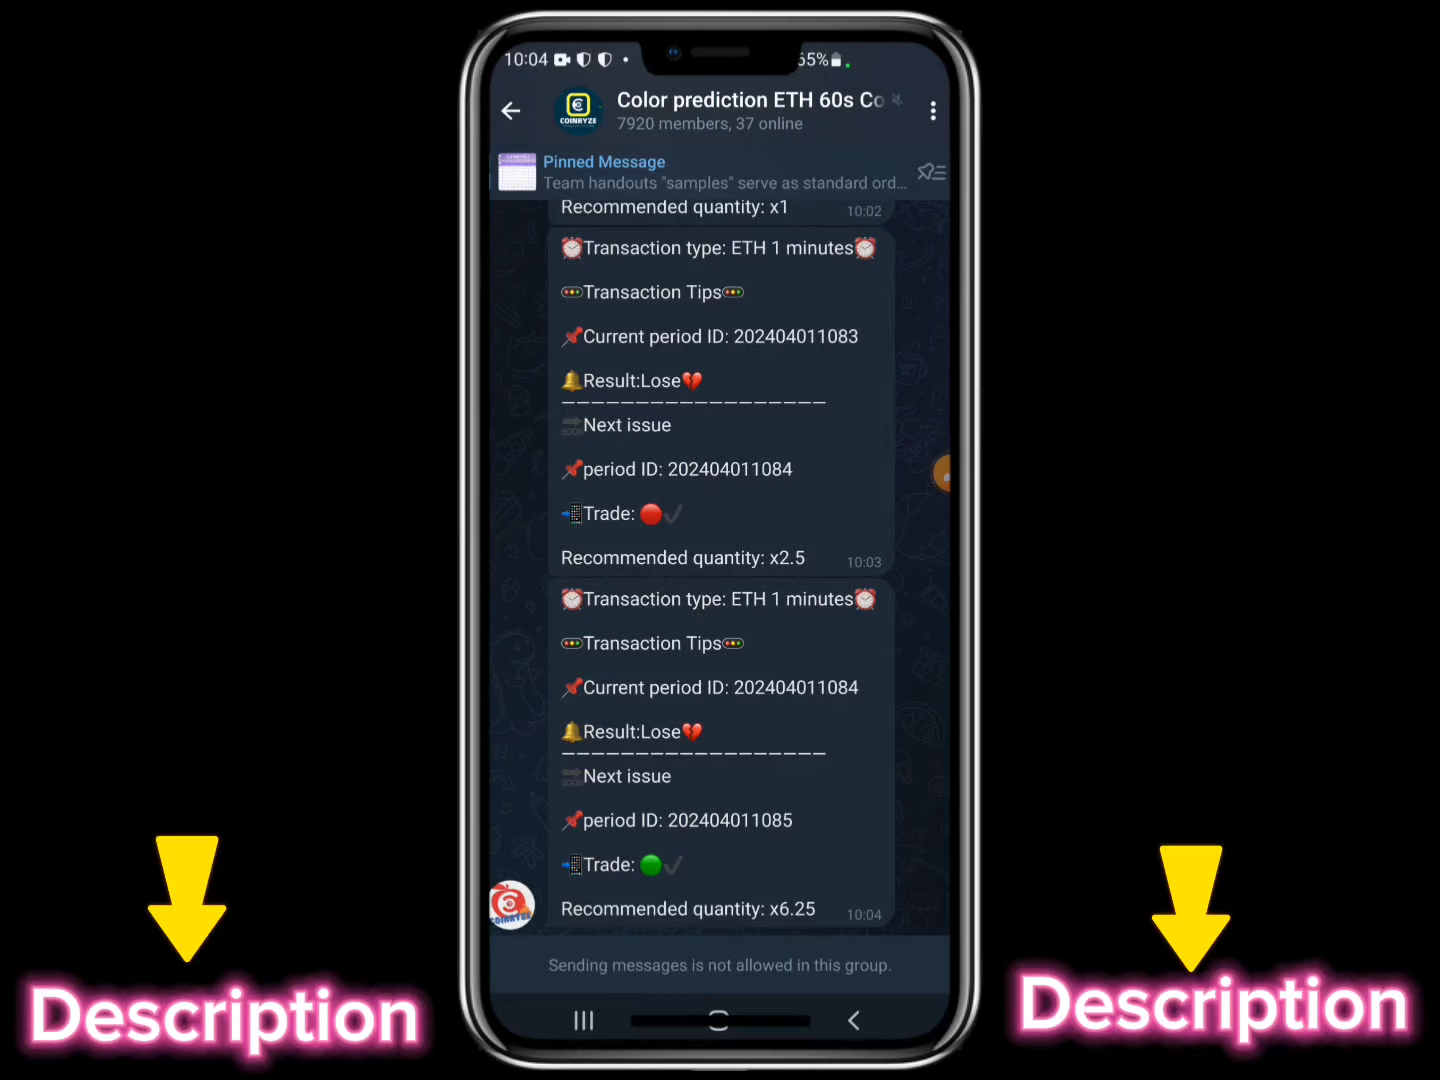 10:04
55%
Color prediction ETH 60s Co
7920 members, 37 online
COINRYZE
Pinned Message
Team handouts "samples" serve as standard ord...
Recommended quantity: x1
10:02
Transaction type: ETH 1 minutes
Transaction Tips
Current period ID: 202404011083
Result:Lose
Next issue
period ID: 202404011084
Trade:
Recommended quantity: x2.5
10:03
Transaction type: ETH 1 minutes
Transaction Tips
Current period ID: 202404011084
Result:Lose
Next issue
period ID: 202404011085
Trade:
Recommended quantity: x6.25
10:04
COINRYZE
Sending messages is not allowed in this group.
Description
Description